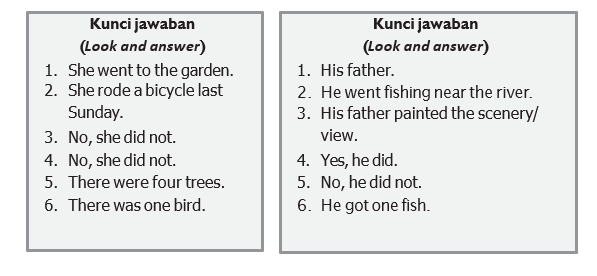 Kunci jawaban
(Look and answer)
1. She went to the garden.
2. She rode a bicycle last
Sunday.
3. No, she did not.
4. No, she did not.
5. There were four trees.
6. There was one bird.
Kunci jawaban
(Look and answer)
1. His father.
2. He went fishing near the river.
3. His father painted the scenery/
view.
4. Yes, he did.
5. No, he did not.
6. He got one fish.